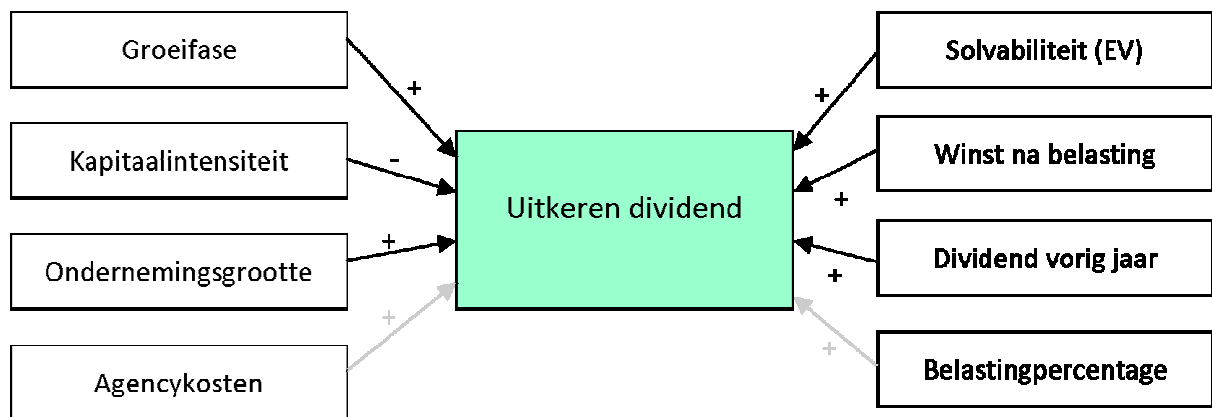 Groeifase
+
Kapitaalintensiteit
-
Ondernemingsgrootte
+
Agencykosten
+
Uitkeren dividend
Solvabiliteit (EV)
+
Winst na belasting
+
Dividend vorig jaar
+
Belastingpercentage
+